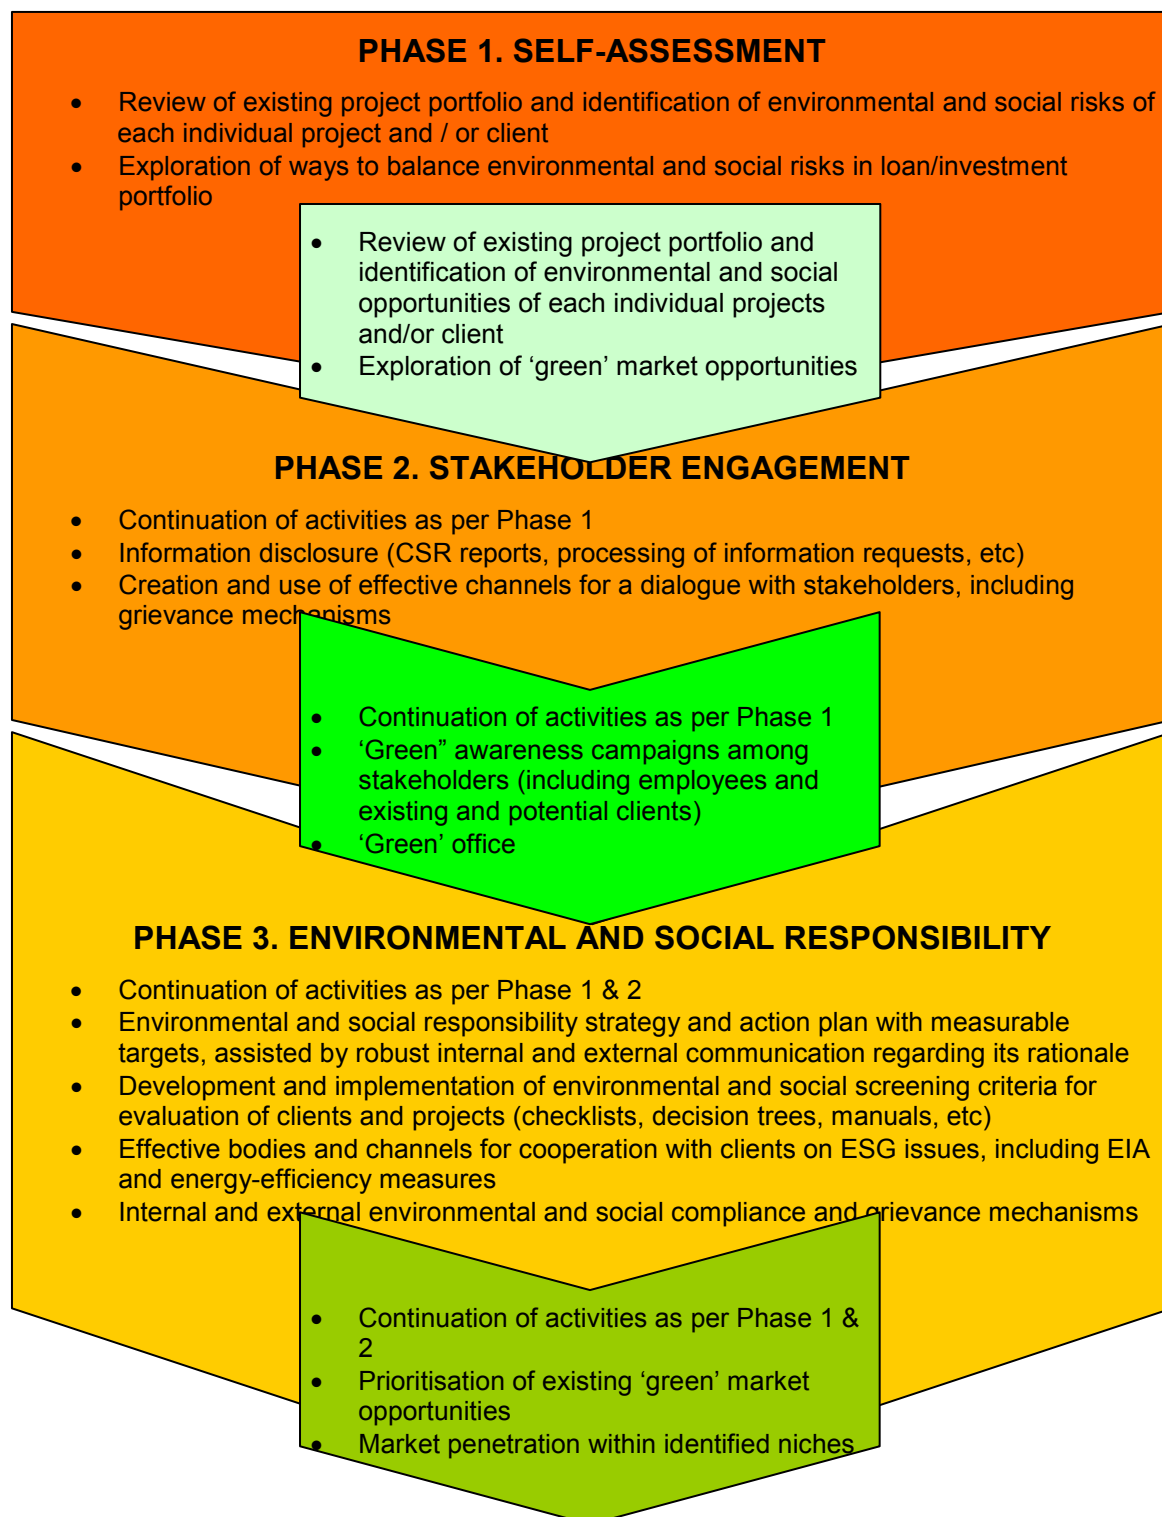 PHASE 1. SELF-ASSESSMENT
• Review of existing project portfolio and identification of environmental and social risks of
each individual project and / or client
• Exploration of ways to balance environmental and social risks in loan/investment
portfolio
• Review of existing project portfolio and
identification of environmental and social
opportunities of each individual projects
and/or client
• Exploration of ‘green’ market opportunities
PHASE 2. STAKEHOLDER ENGAGEMENT
• Continuation of activities as per Phase 1
• Information disclosure (CSR reports, processing of information requests, etc)
• Creation and use of effective channels for a dialogue with stakeholders, including
grievance mechanisms
• Continuation of activities as per Phase 1
• ‘Green” awareness campaigns among
stakeholders (including employees and
existing and potential clients)
• ‘Green’ office
PHASE 3. ENVIRONMENTAL AND SOCIAL RESPONSIBILITY
• Continuation of activities as per Phase 1 & 2
• Environmental and social responsibility strategy and action plan with measurable
targets, assisted by robust internal and external communication regarding its rationale
• Development and implementation of environmental and social screening criteria for
evaluation of clients and projects (checklists, decision trees, manuals, etc)
• Effective bodies and channels for cooperation with clients on ESG issues, including EIA
and energy-efficiency measures
• Internal and external environmental and social compliance and grievance mechanisms
• Continuation of activities as per Phase 1 &
2
• Prioritisation of existing ‘green’ market
opportunities
• Market penetration within identified niches